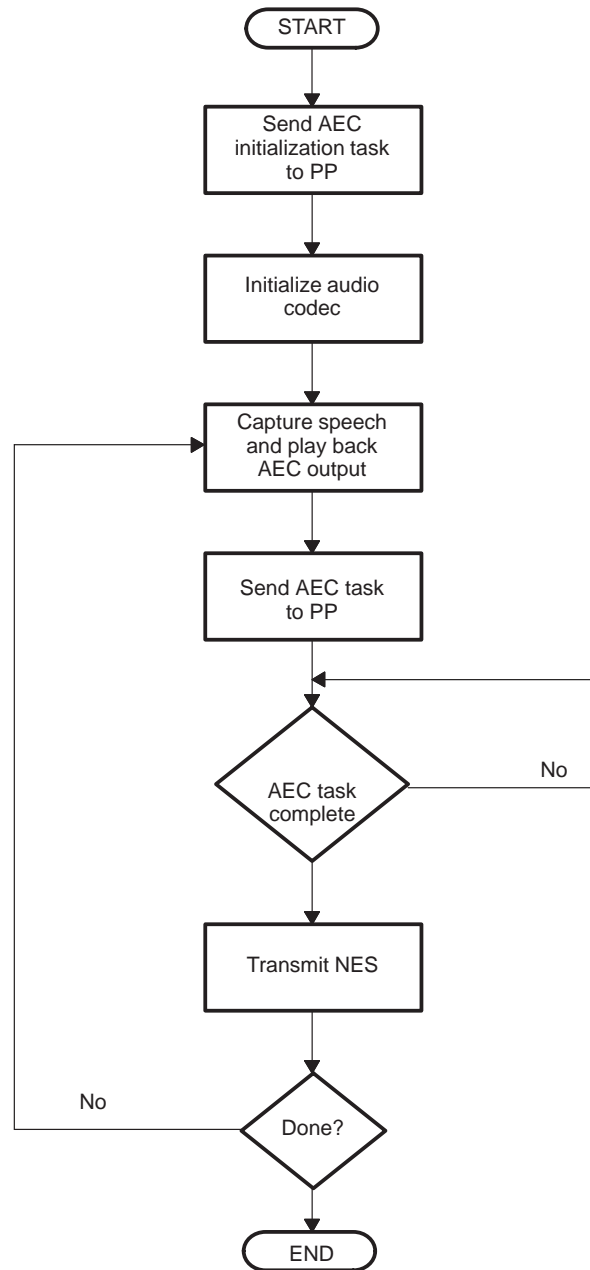 START
Send AEC
initialization task
to PP
Initialize audio
codec
Capture speech
and play back
AEC output
Send AEC task
to PP
No
AEC task
complete
Transmit NES
No
Done?
END